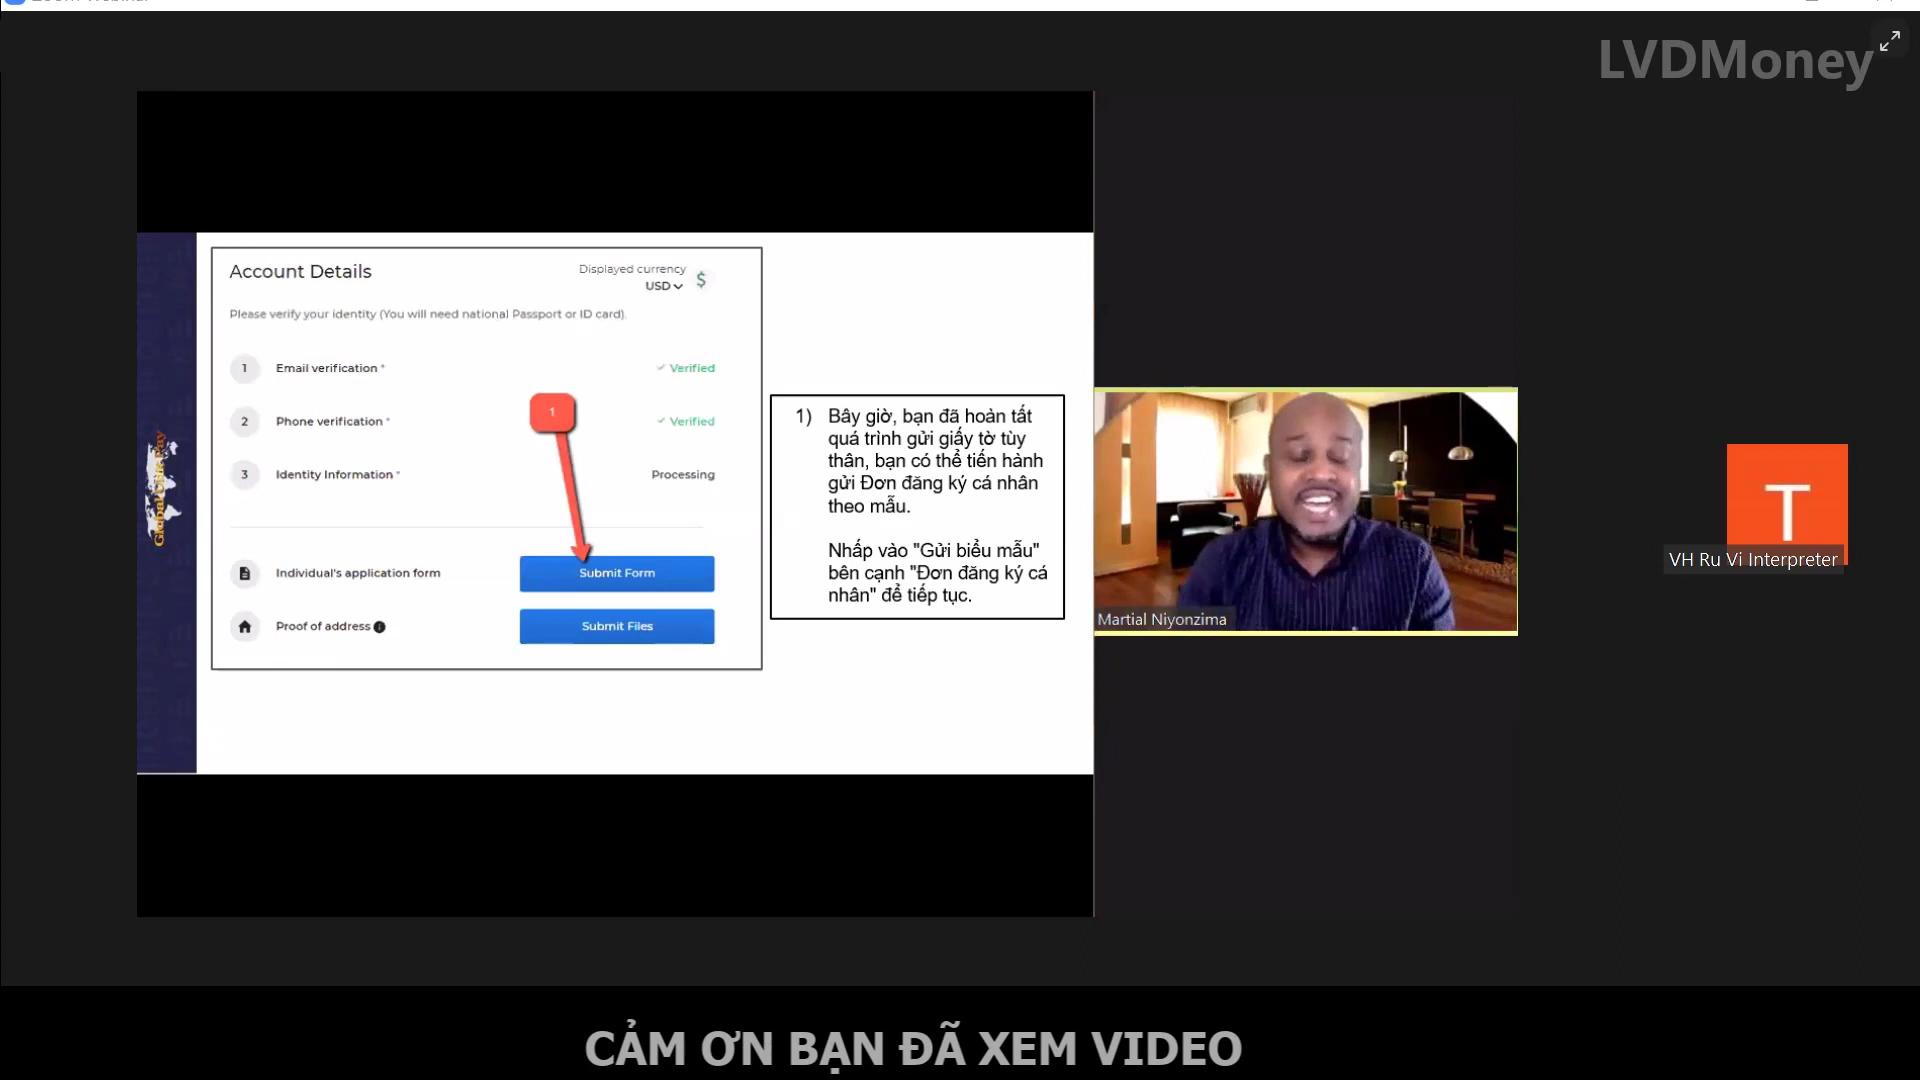 LVDMoney
Account Details
Displayed currency
USD
$
Please verify your identity (You will need national Passport or ID card).
1 Email verification * ✓ Verified
1
2 Phone verification * ✓ Verified
3 Identity Information * Processing
Individual's application form Submit Form
Proof of address Submit Files
1) Bây giờ, bạn đã hoàn tất
quá trình gửi giấy tờ tùy
thân, bạn có thể tiến hành
gửi Đơn đăng ký cá nhân
theo mẫu.
Nhấp vào "Gửi biểu mẫu"
bên cạnh "Đơn đăng ký cá
nhân" để tiếp tục.
Martial Niyonzima
T
VH Ru Vi Interpreter
CẢM ƠN BẠN ĐÃ XEM VIDEO